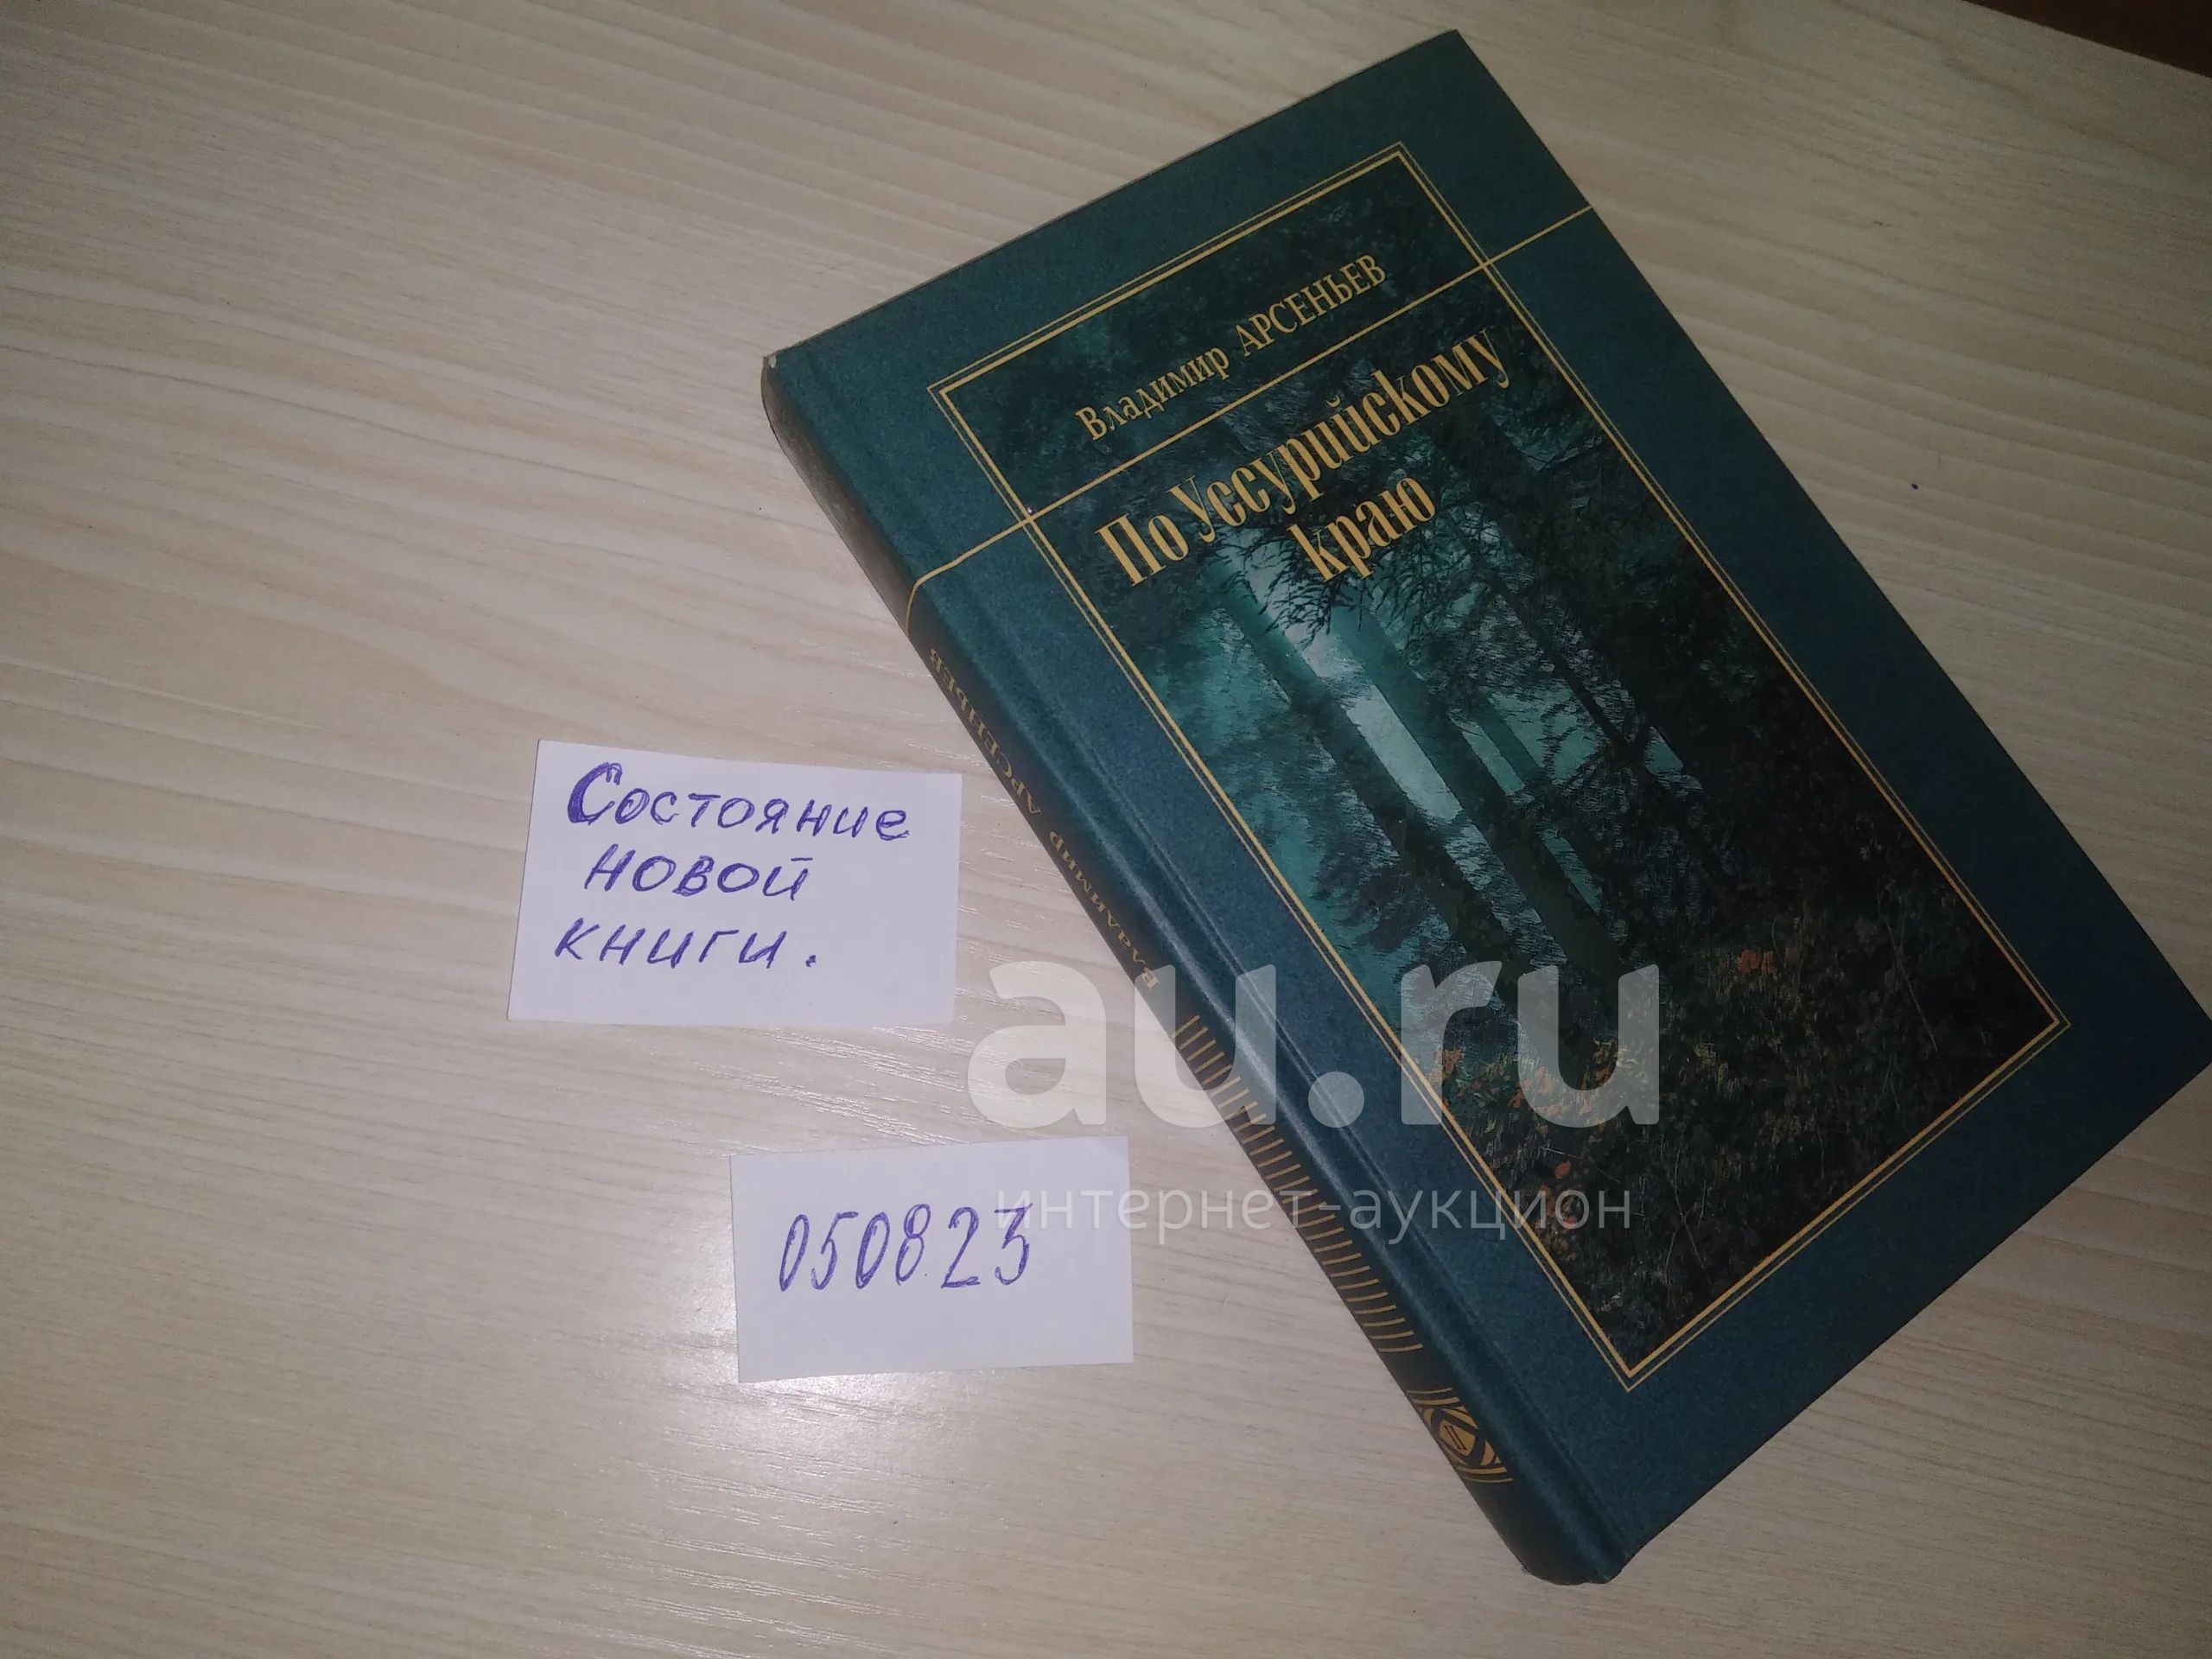 Владимир АРСЕНЬЕВ
По Уссурийскому
краю
Владимир АРСЕНЬЕВ
Состояние
новой
книги.
050823
au.ru
интернет-аукцион